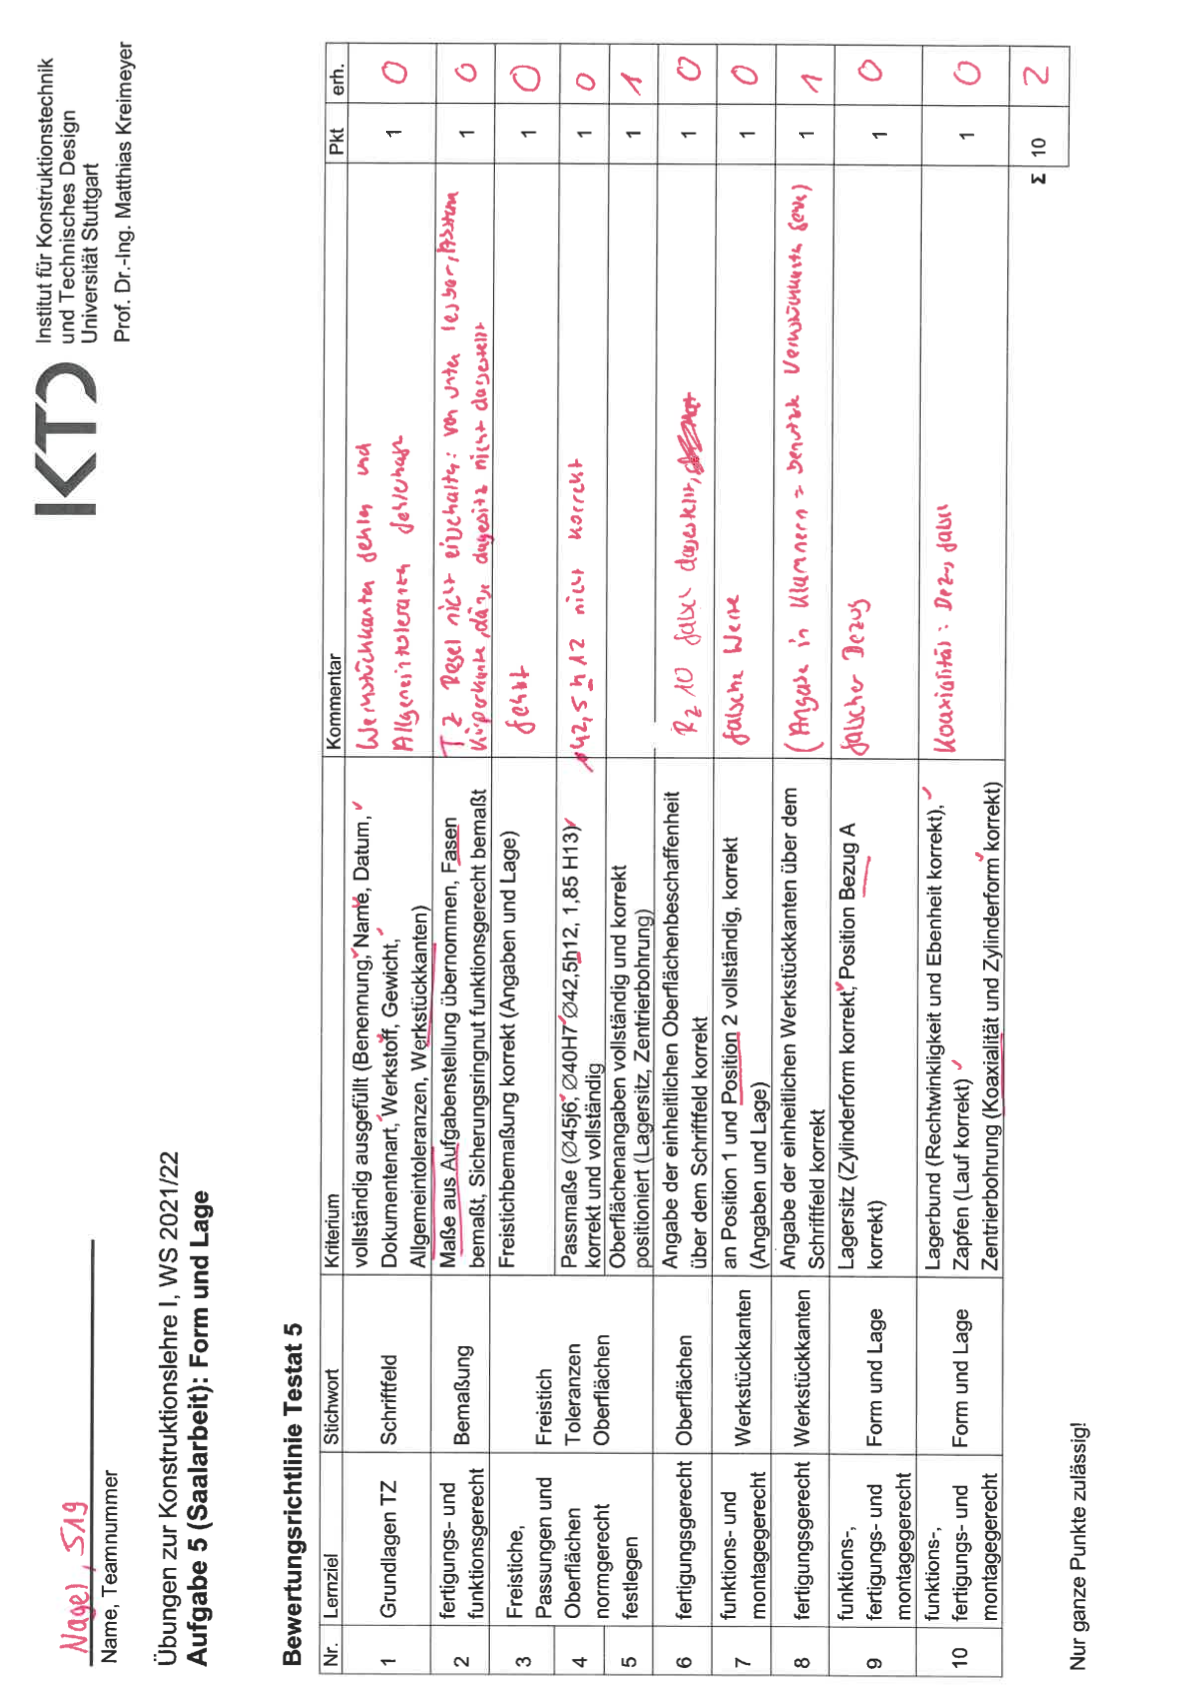 Nagel, S19
Name, Teamnummer
KTD
Institut für Konstruktionstechnik
und Technisches Design
Universität Stuttgart
Prof. Dr.-Ing. Matthias Kreimeyer
Übungen zur Konstruktionslehre I, WS 2021/22
Aufgabe 5 (Saalarbeit): Form und Lage
Bewertungsrichtlinie Testat 5
Nr. Lernziel Stichwort Kriterium Kommentar Pkt erh.
1 Grundlagen TZ Schriftfeld
vollständig ausgefüllt (Benennung, Name, Datum,
Dokumentenart, Werkstoff, Gewicht,
Allgemeintoleranzen, Werkstückkanten)
Werkstückkanten fehlen und
Allgemeintoleranzen fehlerhaft
1 0
2 fertigungs- und
funktionsgerecht
Bemaßung
Maße aus Aufgabenstellung übernommen, Fasen
bemaßt, Sicherungsringnut funktionsgerecht bemaßt
TZ Regel nicht eingehalten: von unten lesbar,
Körperkante, nicht dargestellt
1 0
3 Freistiche,
Passungen und
Oberflächen
normgerecht
festlegen
Freistich
Toleranzen
Oberflächen
Freistichbemaßung korrekt (Angaben und Lage)
fehlt
1 0
4 Passmaße (Ø45j6, Ø40H7 Ø42,5h12, 1,85 H13)
korrekt und vollständig
42,5 h 12 nicht korrekt
1 0
5 Oberflächenangaben vollständig und korrekt
positioniert (Lagersitz, Zentrierbohrung)
1 1
6 fertigungsgerecht Oberflächen
Angabe der einheitlichen Oberflächenbeschaffenheit
über dem Schriftfeld korrekt
Rz 10 falsch dargestellt,
1 0
7 funktions- und
montagegerecht
Werkstückkanten
an Position 1 und Position 2 vollständig, korrekt
(Angaben und Lage)
falsche Werte
1 0
8 fertigungsgerecht Werkstückkanten
Angabe der einheitlichen Werkstückkanten über dem
Schriftfeld korrekt
(Angabe in Klammern = benutzte Werkstückkanten)
1 1
9 funktions-,
fertigungs- und
montagegerecht
Form und Lage
Lagersitz (Zylinderform korrekt, Position Bezug A
korrekt)
falscher Bezug
1 0
10 funktions-,
fertigungs- und
montagegerecht
Form und Lage
Lagerbund (Rechtwinkligkeit und Ebenheit korrekt),
Zapfen (Lauf korrekt)
Zentrierbohrung (Koaxialität und Zylinderform korrekt)
Koaxialität: Bezug falsch
1 0
Σ 10 2
Nur ganze Punkte zulässig!